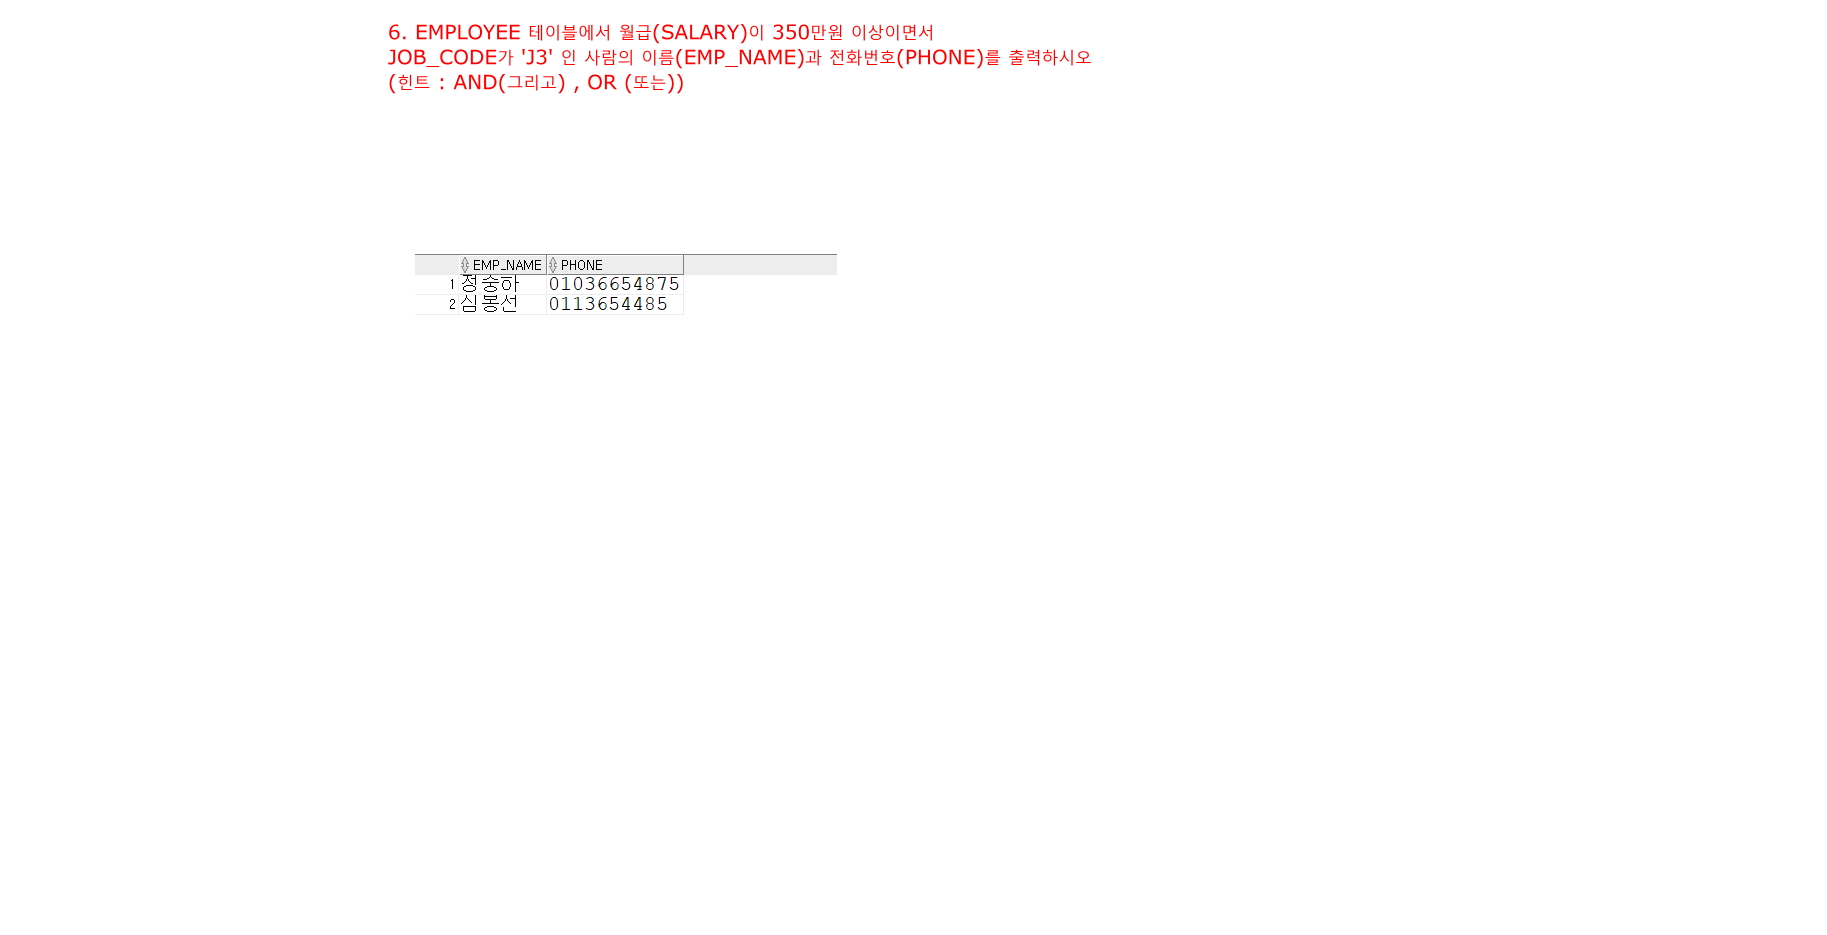 6. EMPLOYEE 테이블에서 월급(SALARY)이 350만원 이상이면서
JOB_CODE가 'J3' 인 사람의 이름(EMP_NAME)과 전화번호(PHONE)를 출력하시오
(힌트 : AND(그리고) , OR (또는))
EMP_NAME PHONE
1 정중하 01036654875
2 심봉선 0113654485